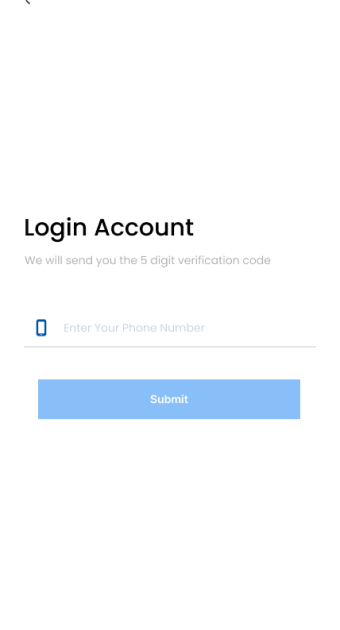 Login Account
We will send you the 5 digit verification code
Enter Your Phone Number
Submit